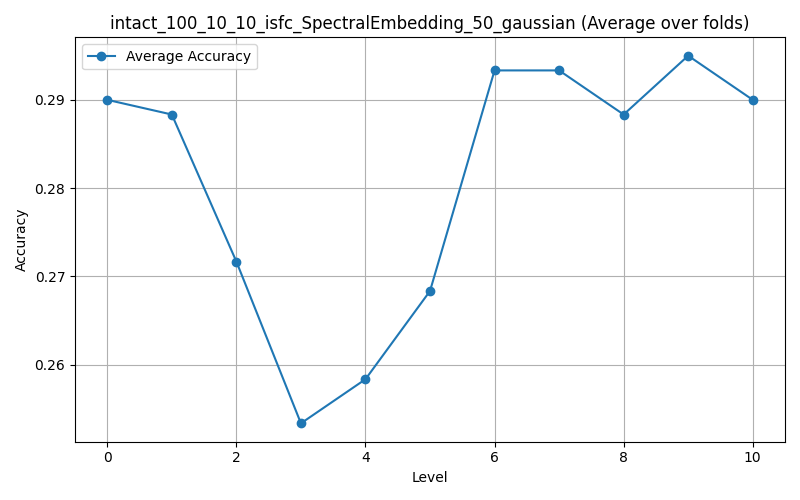 intact_100_10_10_isfc_SpectralEmbedding_50_gaussian (Average over folds)
Average Accuracy
0.29
0.28
0.27
0.26
Accuracy
0 2 4 6 8 10
Level